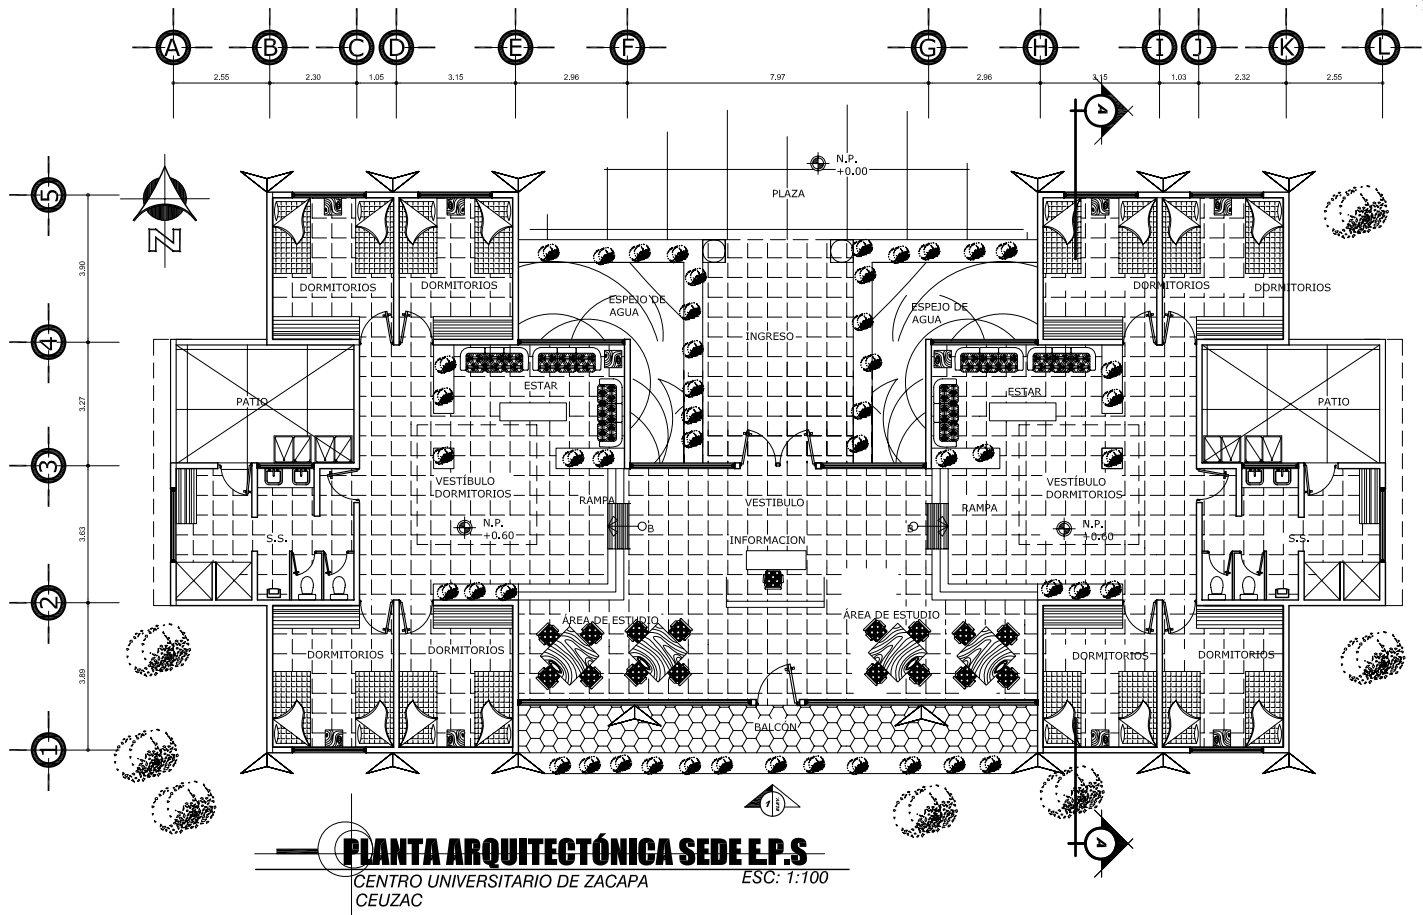 A B C D E F G H I J K L
2.55 2.30 1.05 3.15 2.96 7.97 2.96 3.15 1.03 2.32 2.55
A
N.P.
+0.00
5
PLAZA
N
3.90
DORMITORIOS DORMITORIOS DORMITORIOS DORMITORIOS
ESPEJO DE
AGUA
ESPEJO DE
AGUA
4
INGRESO
ESTAR ESTAR
3.27
PATIO PATIO
3
VESTÍBULO
DORMITORIOS
VESTÍBULO
DORMITORIOS
RAMPA VESTIBULO RAMPA
N.P.
+0.60
B B
N.P.
+0.60
3.63
S.S. INFORMACION S.S.
2
ÁREA DE ESTUDIO ÁREA DE ESTUDIO
DORMITORIOS DORMITORIOS DORMITORIOS DORMITORIOS
3.89
BALCÓN
1
A
PLANTA ARQUITECTÓNICA SEDE E.P.S
CENTRO UNIVERSITARIO DE ZACAPA ESC: 1:100
CEUZAC